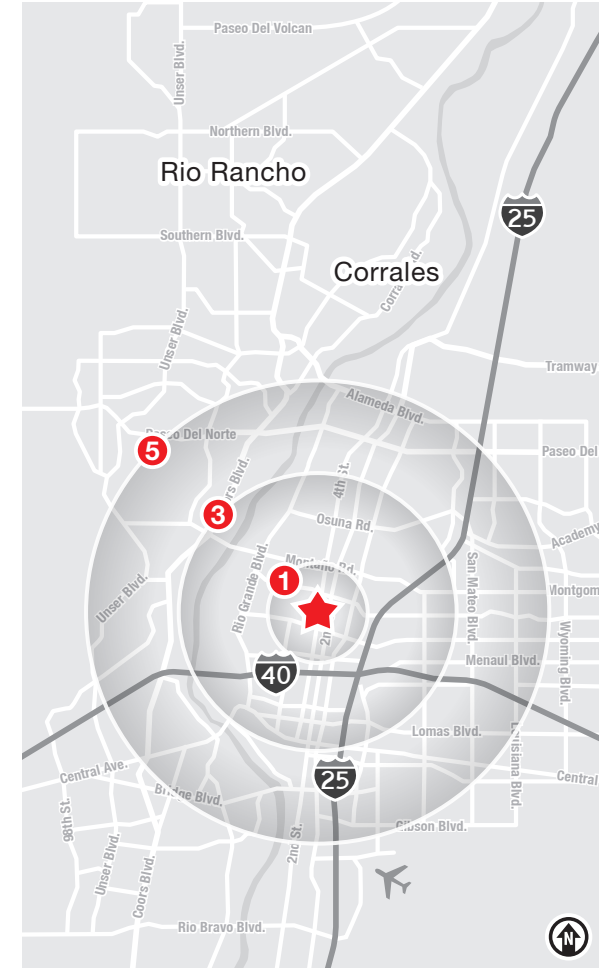 Paseo Del Volcan
Unser Blvd.
Northern Blvd.
Rio Rancho
25
Southern Blvd.
Corrales
Unser Blvd.
Tramway
Alameda Blvd.
Del Norte
5
Paseo Del
4th St.
3
Osuna Rd.
Academy
Montaño Rd.
1
San Mateo Blvd.
Rio Grande Blvd.
Unser Blvd.
Montgom
Wyoming Blvd.
2n
Menaul Blvd.
40
Lomas Blvd.
Louisiana Blvd.
Central Ave.
25
Central
Bridge Blvd.
98th St.
Gibson Blvd.
2nd St.
Unser Blvd.
Coors Blvd.
Rio Bravo Blvd.
N